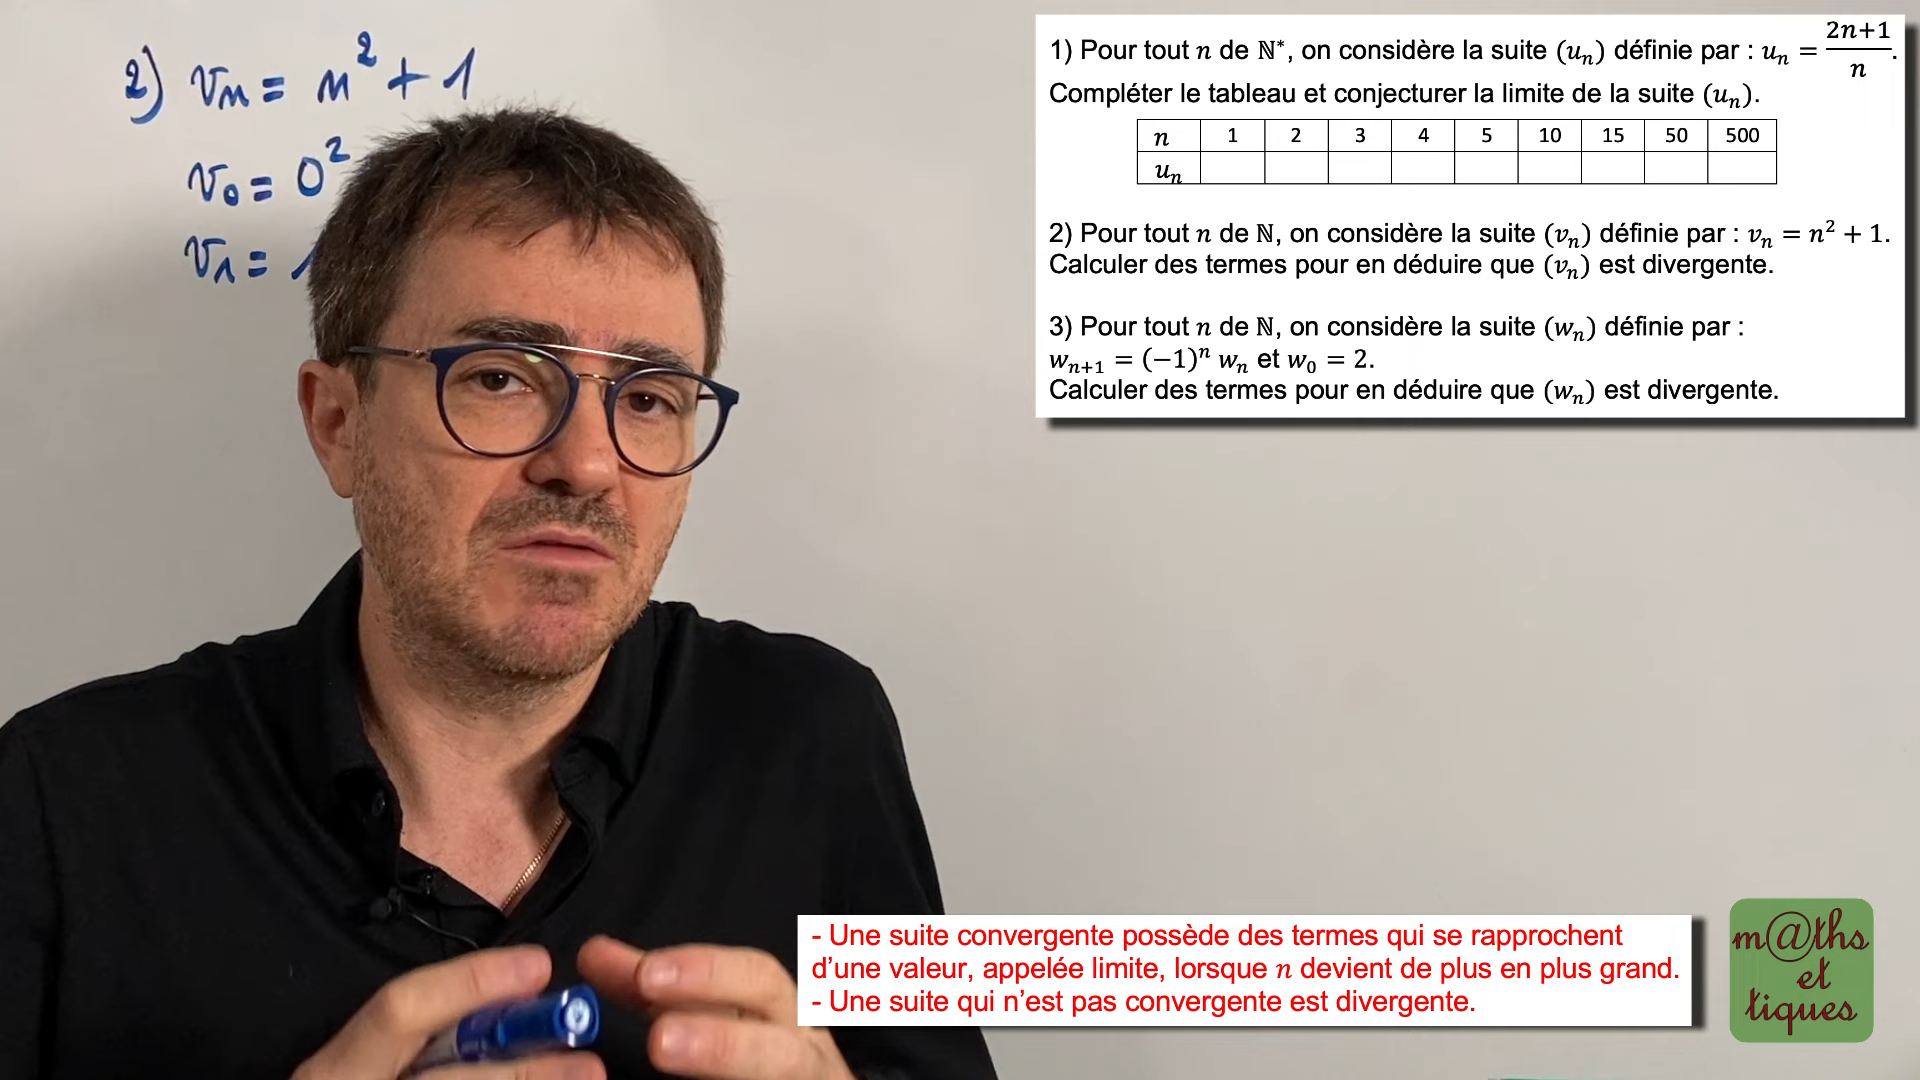 2) vₙ = n² + 1
v₀ = 0²
v₁ = 1
1) Pour tout n de ℕ*, on considère la suite (uₙ) définie par : uₙ = (2n+1)/n.
Compléter le tableau et conjecturer la limite de la suite (uₙ).
n 1 2 3 4 5 10 15 50 500
uₙ
2) Pour tout n de ℕ, on considère la suite (vₙ) définie par : vₙ = n² + 1.
Calculer des termes pour en déduire que (vₙ) est divergente.
3) Pour tout n de ℕ, on considère la suite (wₙ) définie par :
wₙ₊₁ = (−1)ⁿ wₙ et w₀ = 2.
Calculer des termes pour en déduire que (wₙ) est divergente.
- Une suite convergente possède des termes qui se rapprochent
d’une valeur, appelée limite, lorsque n devient de plus en plus grand.
- Une suite qui n’est pas convergente est divergente.
m@ths
et
tiques